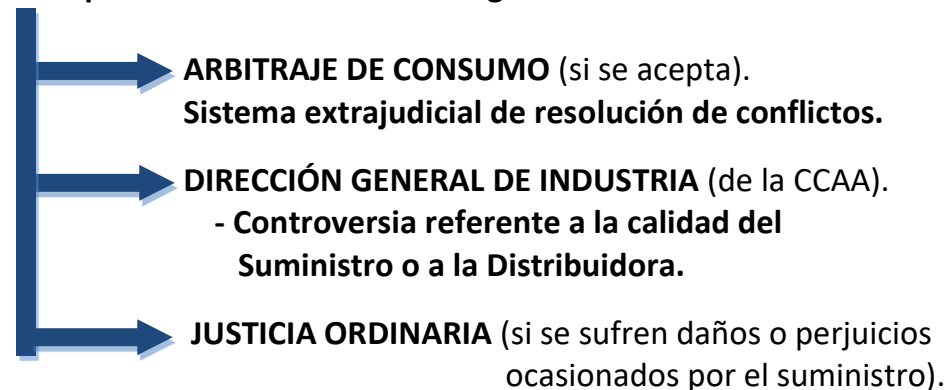 ARBITRAJE DE CONSUMO (si se acepta).
Sistema extrajudicial de resolución de conflictos.
DIRECCIÓN GENERAL DE INDUSTRIA (de la CCAA).
- Controversia referente a la calidad del
Suministro o a la Distribuidora.
JUSTICIA ORDINARIA (si se sufren daños o perjuicios
ocasionados por el suministro).